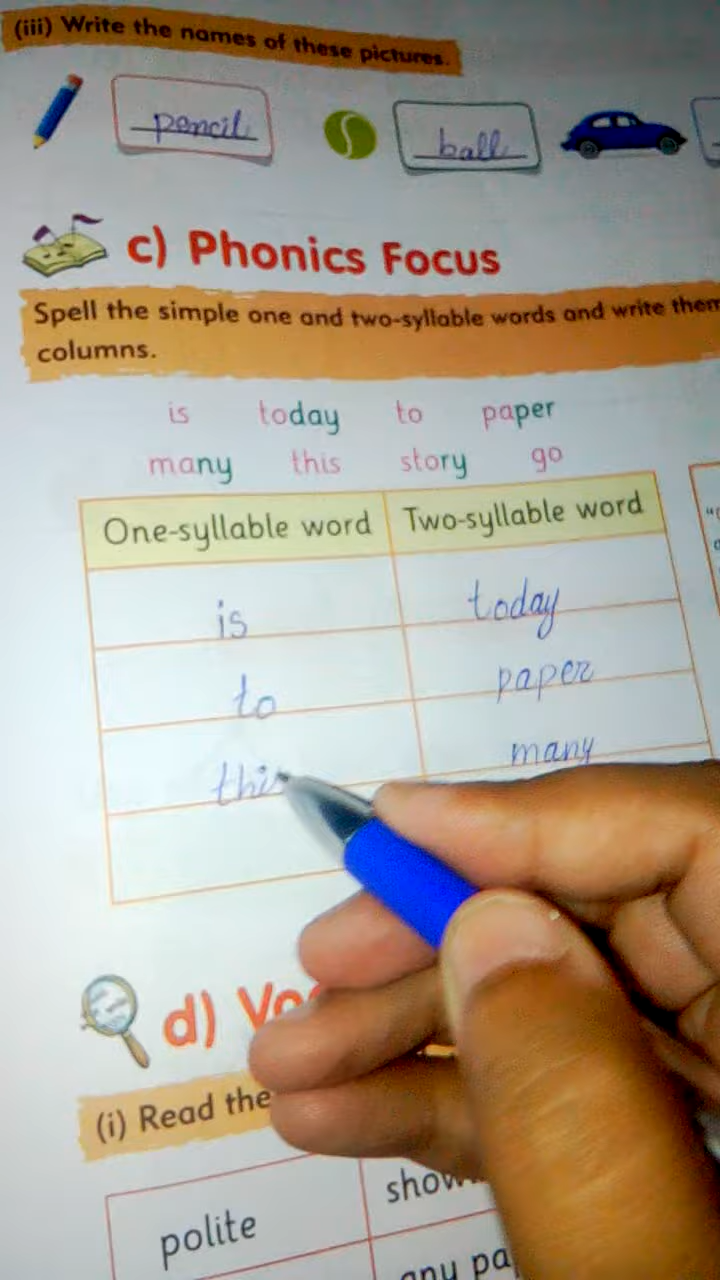 (iii) Write the names of these pictures.
pencil ball
c) Phonics Focus
Spell the simple one and two-syllable words and write them
columns.
is today to paper
many this story go
One-syllable word Two-syllable word
is today
to paper
this many
d)
(i) Read the
polite
any